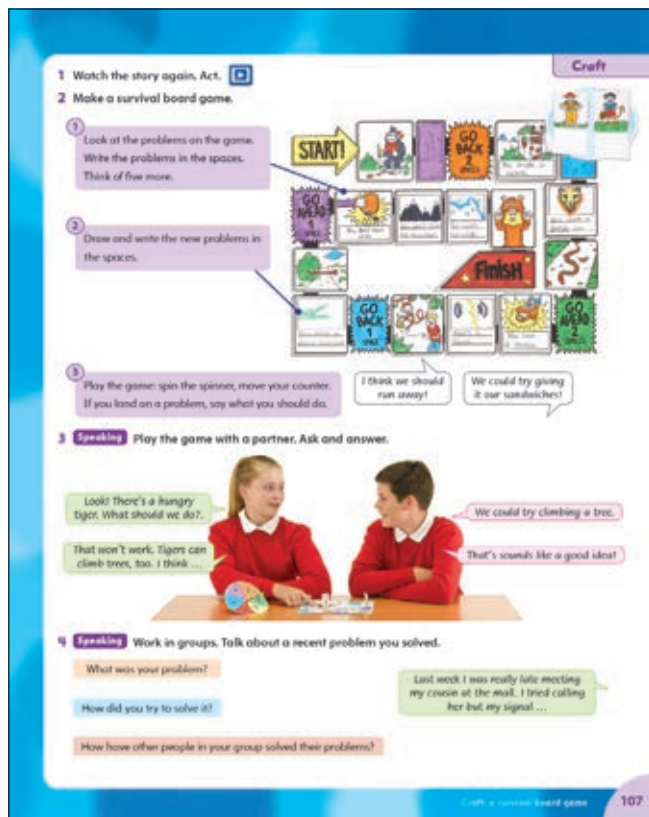 Craft
1 Watch the story again. Act.
2 Make a survival board game.
1
Look at the problems on the game.
Write the problems in the spaces.
Think of five more.
2
Draw and write the new problems in
the spaces.
3
Play the game: spin the spinner, move your counter.
If you land on a problem, say what you should do.
START!
GO
BACK
2
SPACES
GO
AHEAD
1
SPACE
FINISH
GO
BACK
1
SPACE
GO
AHEAD
2
SPACES
I think we should
run away!
We could try giving
it our sandwiches!
3 Speaking Play the game with a partner. Ask and answer.
Look! There's a hungry
tiger. What should we do?.
We could try climbing a tree.
That won't work. Tigers can
climb trees, too. I think ...
That's sounds like a good idea!
4 Speaking Work in groups. Talk about a recent problem you solved.
What was your problem?
How did you try to solve it?
How have other people in your group solved their problems?
Last week I was really late meeting
my cousin at the mall. I tried calling
her but my signal ...
Craft: a survival board game
107